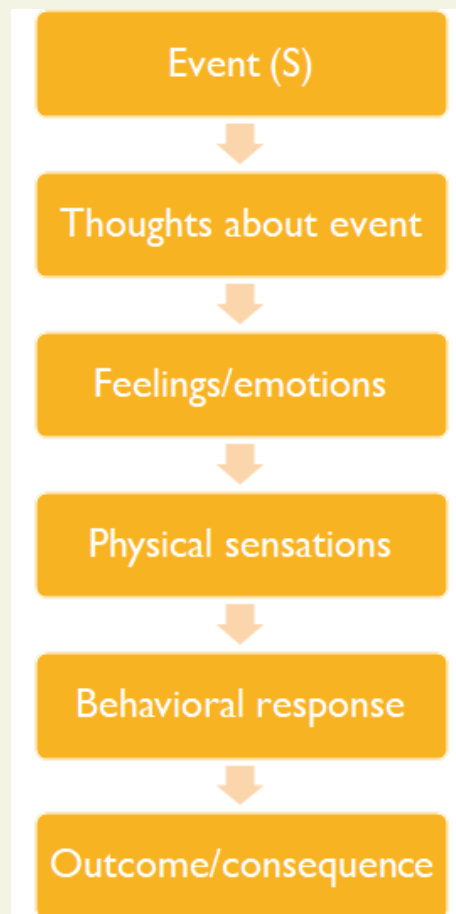 Event (S)
Thoughts about event
Feelings/emotions
Physical sensations
Behavioral response
Outcome/consequence